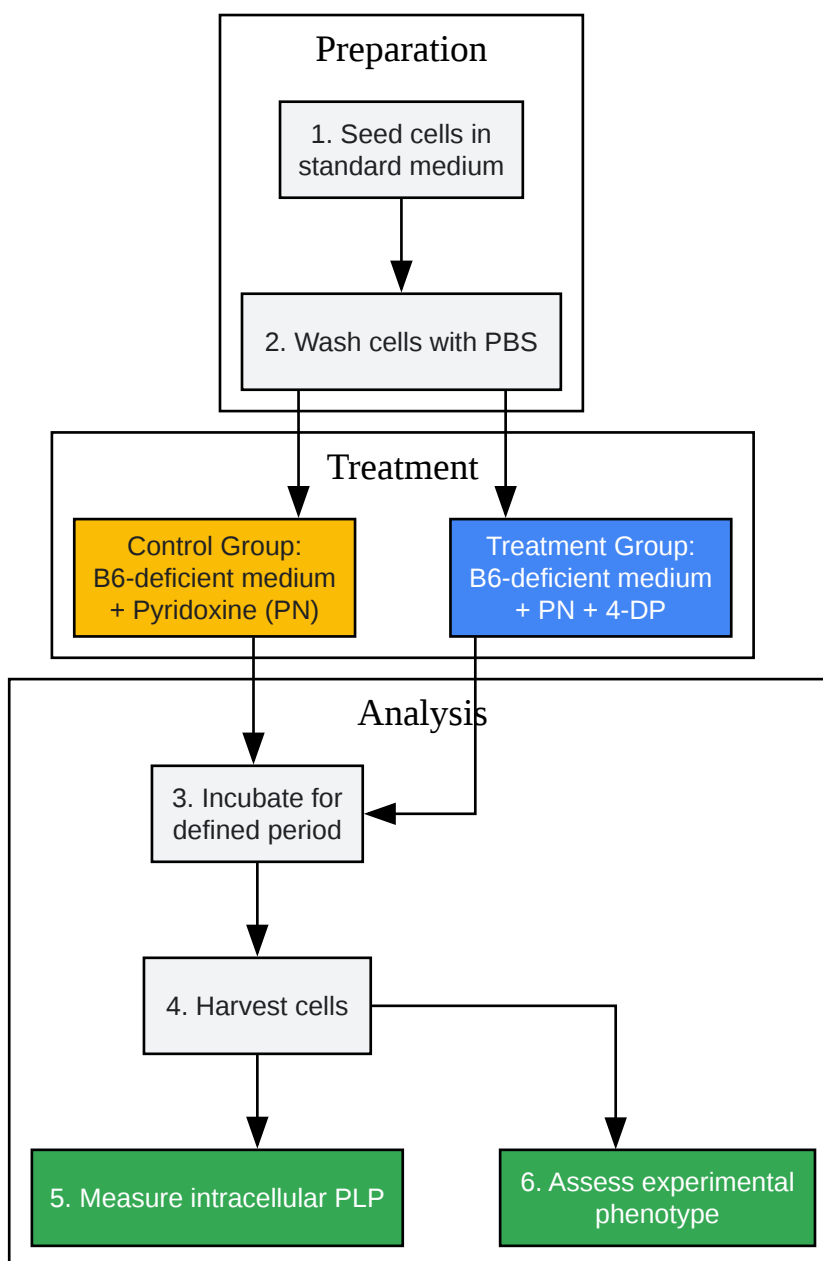 Preparation
1. Seed cells in
standard medium
2. Wash cells with PBS
Treatment
Control Group:
B6-deficient medium
+ Pyridoxine (PN)
Treatment Group:
B6-deficient medium
+ PN + 4-DP
Analysis
3. Incubate for
defined period
4. Harvest cells
5. Measure intracellular PLP
6. Assess experimental
phenotype